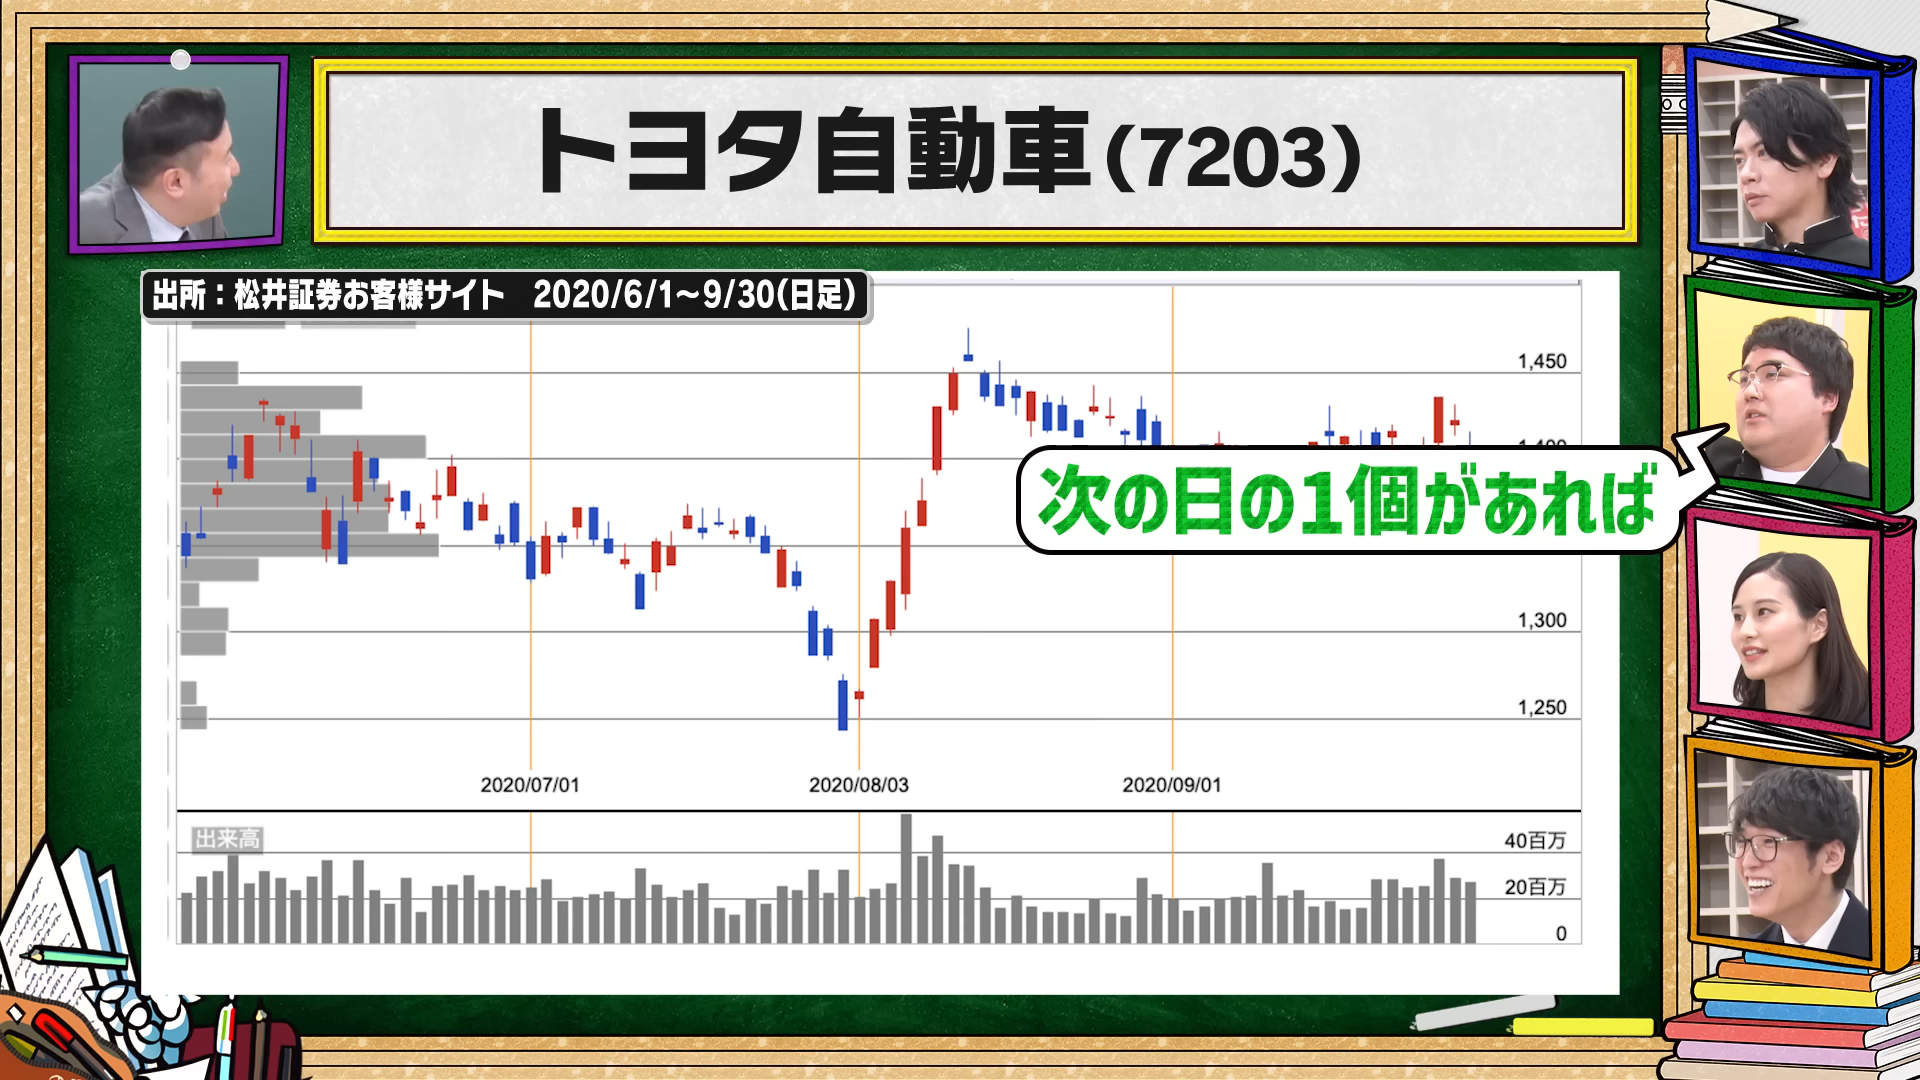 トヨタ自動車(7203)
出所：松井証券お客様サイト　2020/6/1～9/30(日足)
1,450
次の日の1個があれば
1,300
1,250
2020/07/01 2020/08/03 2020/09/01
出来高
40百万
20百万
0